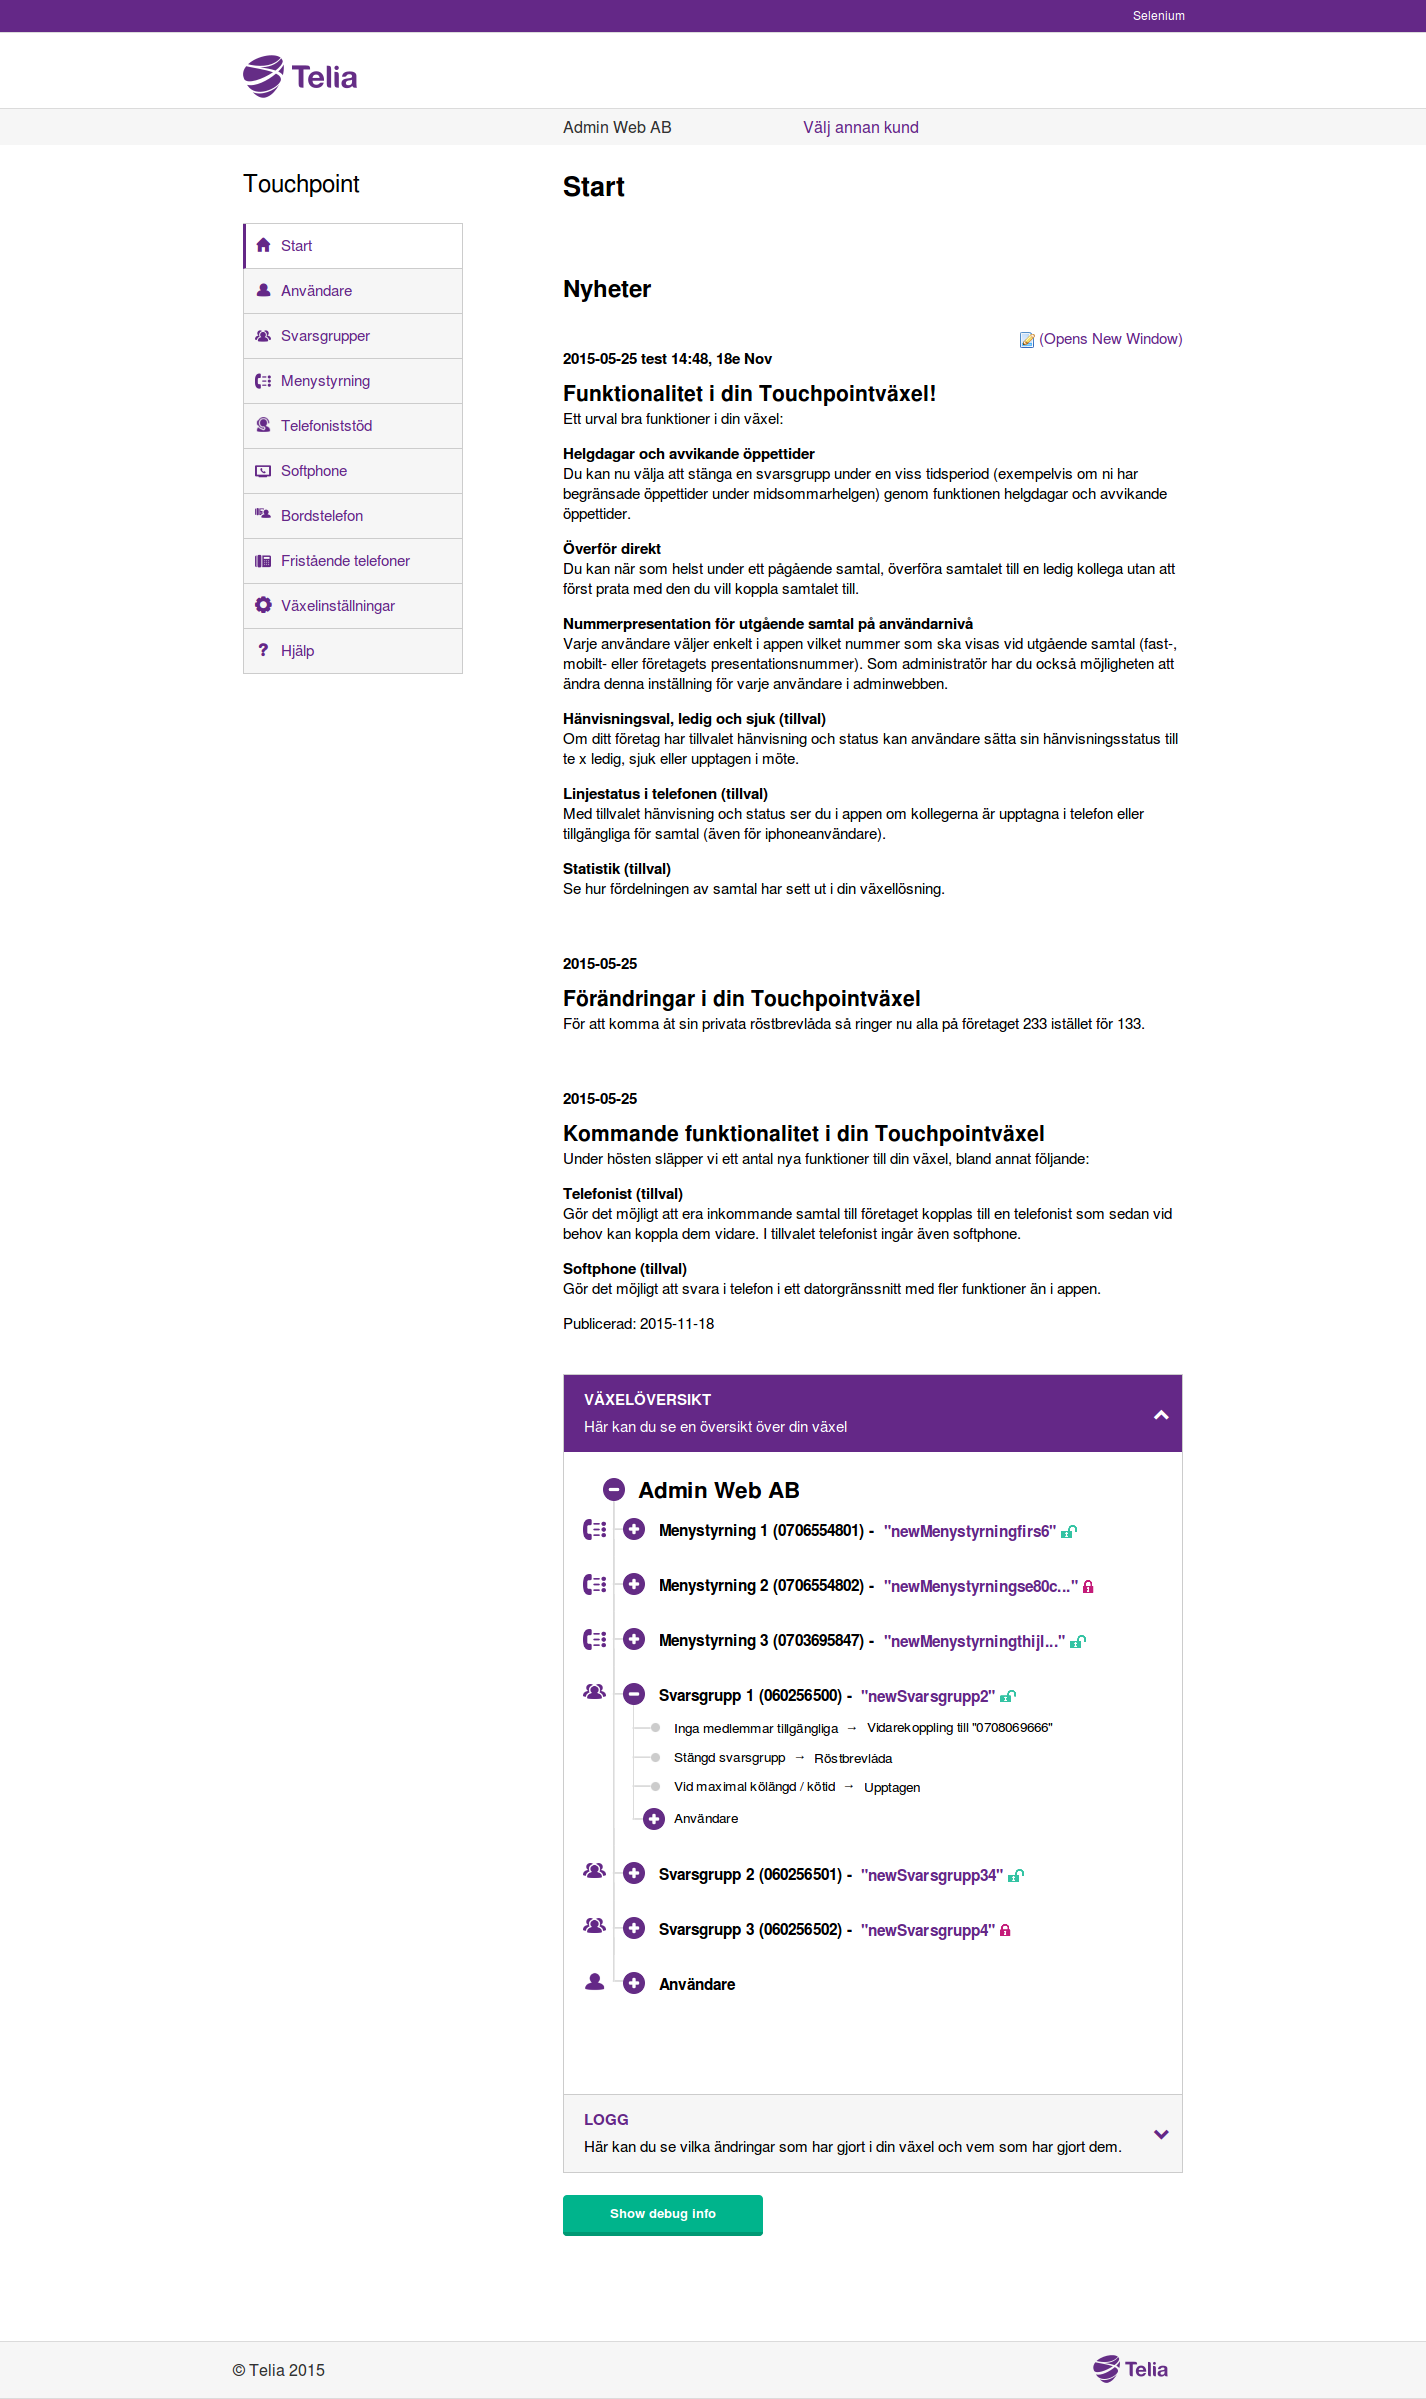 Selenium
Telia
Admin Web AB
Välj annan kund
Touchpoint
Start
Användare
Svarsgrupper
Menystyrning
Telefoniststöd
Softphone
Bordstelefon
Fristående telefoner
Växelinställningar
Hjälp
Start
Nyheter
(Opens New Window)
2015-05-25 test 14:48, 18e Nov
Funktionalitet i din Touchpointväxel!
Ett urval bra funktioner i din växel:
Helgdagar och avvikande öppettider
Du kan nu välja att stänga en svarsgrupp under en viss tidsperiod (exempelvis om ni har
begränsade öppettider under midsommarhelgen) genom funktionen helgdagar och avvikande
öppettider.
Överför direkt
Du kan när som helst under ett pågående samtal, överföra samtalet till en ledig kollega utan att
först prata med den du vill koppla samtalet till.
Nummerpresentation för utgående samtal på användarnivå
Varje användare väljer enkelt i appen vilket nummer som ska visas vid utgående samtal (fast-,
mobilt- eller företagets presentationsnummer). Som administratör har du också möjligheten att
ändra denna inställning för varje användare i adminwebben.
Hänvisningsval, ledig och sjuk (tillval)
Om ditt företag har tillvalet hänvisning och status kan användare sätta sin hänvisningsstatus till
te x ledig, sjuk eller upptagen i möte.
Linjestatus i telefonen (tillval)
Med tillvalet hänvisning och status ser du i appen om kollegerna är upptagna i telefon eller
tillgängliga för samtal (även för iphoneanvändare).
Statistik (tillval)
Se hur fördelningen av samtal har sett ut i din växellösning.
2015-05-25
Förändringar i din Touchpointväxel
För att komma åt sin privata röstbrevlåda så ringer nu alla på företaget 233 istället för 133.
2015-05-25
Kommande funktionalitet i din Touchpointväxel
Under hösten släpper vi ett antal nya funktioner till din växel, bland annat följande:
Telefonist (tillval)
Gör det möjligt att era inkommande samtal till företaget kopplas till en telefonist som sedan vid
behov kan koppla dem vidare. I tillvalet telefonist ingår även softphone.
Softphone (tillval)
Gör det möjligt att svara i telefon i ett datorgränssnitt med fler funktioner än i appen.
Publicerad: 2015-11-18
VÄXELÖVERSIKT
Här kan du se en översikt över din växel
Admin Web AB
Menystyrning 1 (0706554801) - "newMenystyrningfirs6"
Menystyrning 2 (0706554802) - "newMenystyrningse80c..."
Menystyrning 3 (0703695847) - "newMenystyrningthijl..."
Svarsgrupp 1 (060256500) - "newSvarsgrupp2"
Inga medlemmar tillgängliga → Vidarekoppling till "0708069666"
Stängd svarsgrupp → Röstbrevlåda
Vid maximal kölängd / kötid → Upptagen
Användare
Svarsgrupp 2 (060256501) - "newSvarsgrupp34"
Svarsgrupp 3 (060256502) - "newSvarsgrupp4"
Användare
LOGG
Här kan du se vilka ändringar som har gjort i din växel och vem som har gjort dem.
Show debug info
© Telia 2015
Telia